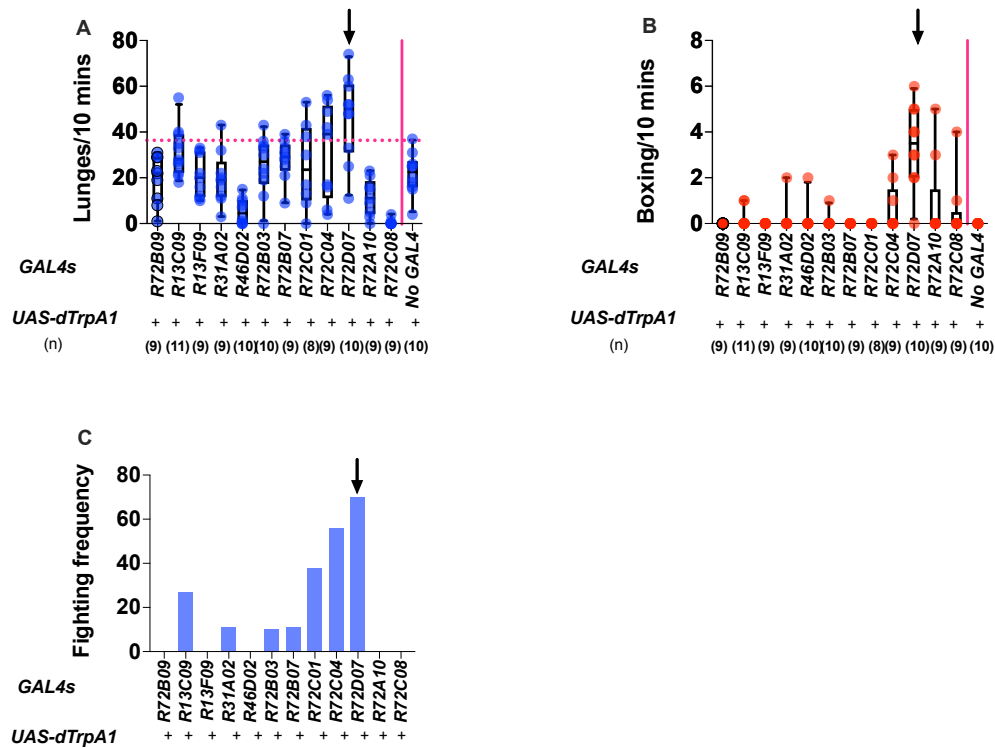 A
Lunges/10 mins
80
60
40
20
0
R72B09 R13C09 R13F09 R31A02 R46D02 R72B03 R72B07 R72C01 R72C04 R72D07 R72A10 R72C08 No GAL4
GAL4s
UAS-dTrpA1 + + + + + + + + + + + + +
(n) (9) (11) (9) (9) (10) (10) (9) (8) (9) (10) (9) (9) (10)
B
Boxing/10 mins
8
6
4
2
0
R72B09 R13C09 R13F09 R31A02 R46D02 R72B03 R72B07 R72C01 R72C04 R72D07 R72A10 R72C08 No GAL4
GAL4s
UAS-dTrpA1 + + + + + + + + + + + + +
(n) (9) (11) (9) (9) (10) (10) (9) (8) (9) (10) (9) (9) (10)
C
Fighting frequency
80
60
40
20
0
R72B09 R13C09 R13F09 R31A02 R46D02 R72B03 R72B07 R72C01 R72C04 R72D07 R72A10 R72C08
GAL4s
UAS-dTrpA1 + + + + + + + + + + + +